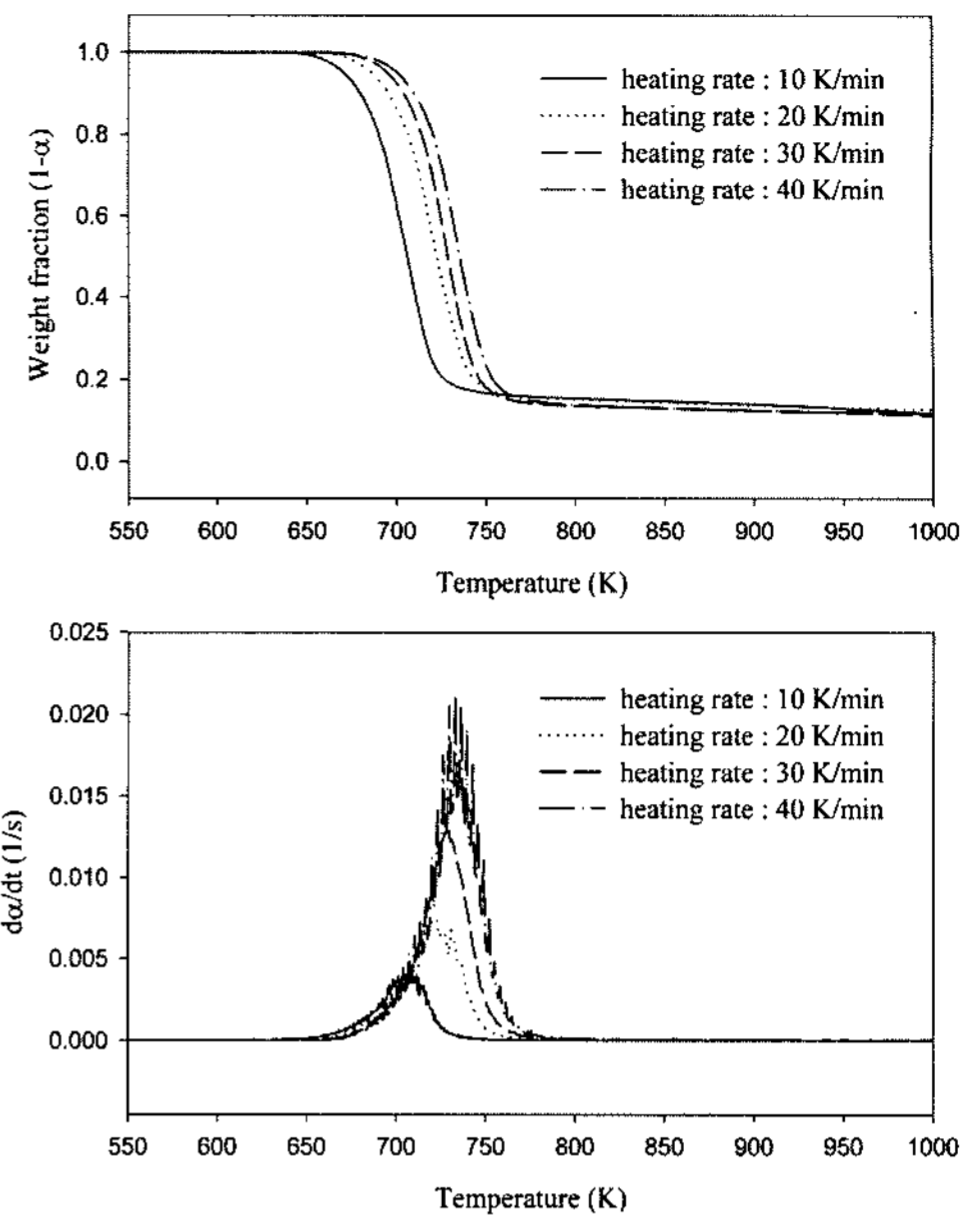 Weight fraction (1-α)
1.0
0.8
0.6
0.4
0.2
0.0
heating rate : 10 K/min
heating rate : 20 K/min
heating rate : 30 K/min
heating rate : 40 K/min
550 600 650 700 750 800 850 900 950 1000
Temperature (K)
dα/dt (1/s)
0.025
0.020
0.015
0.010
0.005
0.000
heating rate : 10 K/min
heating rate : 20 K/min
heating rate : 30 K/min
heating rate : 40 K/min
550 600 650 700 750 800 850 900 950 1000
Temperature (K)